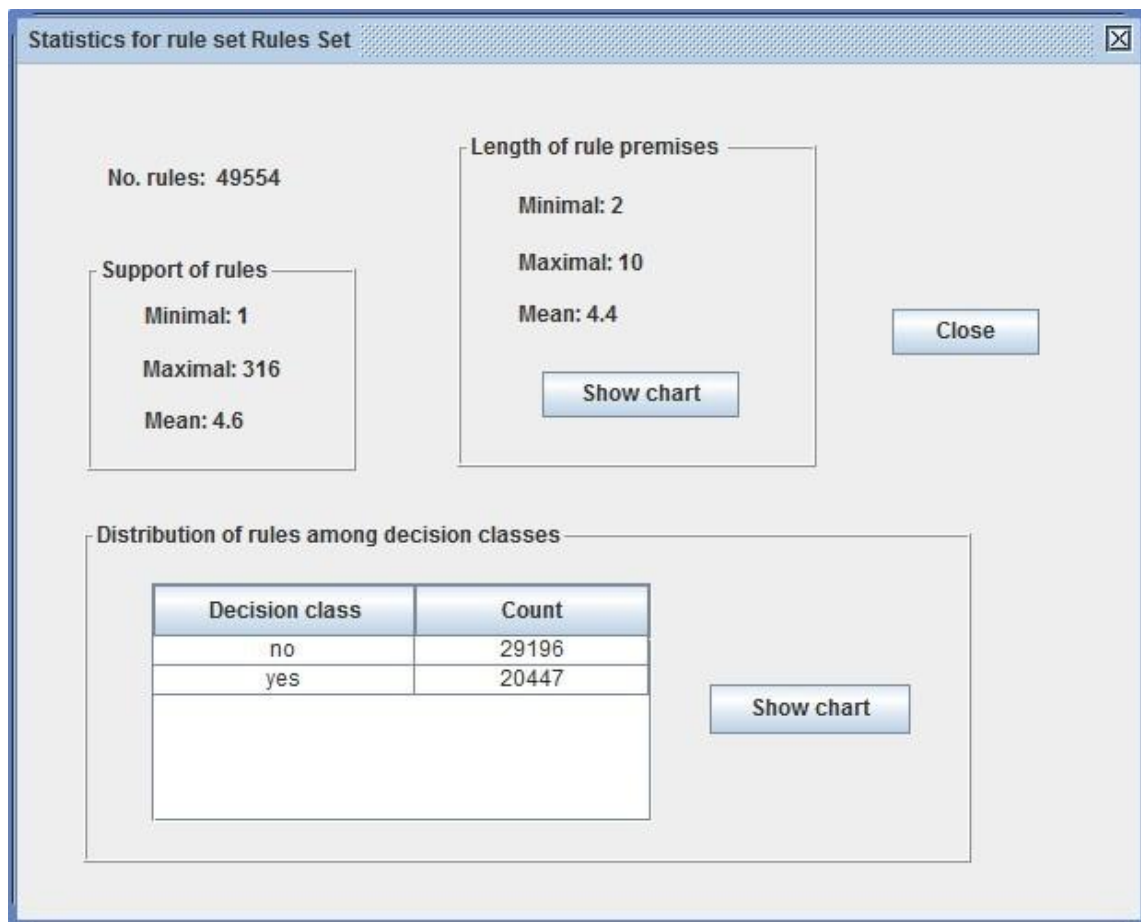 Statistics for rule set Rules Set
No. rules: 49554
Support of rules
Minimal: 1
Maximal: 316
Mean: 4.6
Length of rule premises
Minimal: 2
Maximal: 10
Mean: 4.4
Show chart
Close
Distribution of rules among decision classes
Decision class Count
no 29196
yes 20447
Show chart